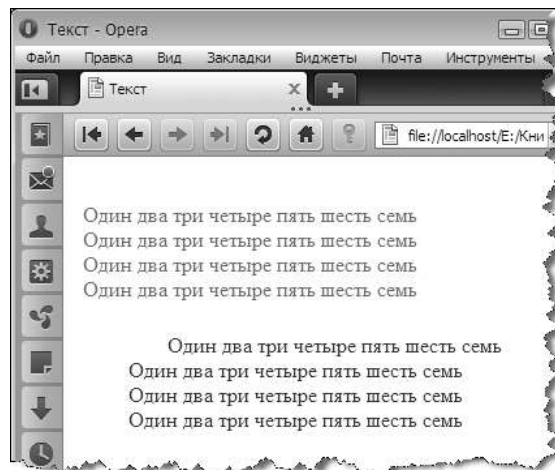 Текст - Opera
Файл Правка Вид Закладки Виджеты Почта Инструменты
Текст
file://localhost/E:/Кни
Один два три четыре пять шесть семь
Один два три четыре пять шесть семь
Один два три четыре пять шесть семь
Один два три четыре пять шесть семь
Один два три четыре пять шесть семь
Один два три четыре пять шесть семь
Один два три четыре пять шесть семь
Один два три четыре пять шесть семь